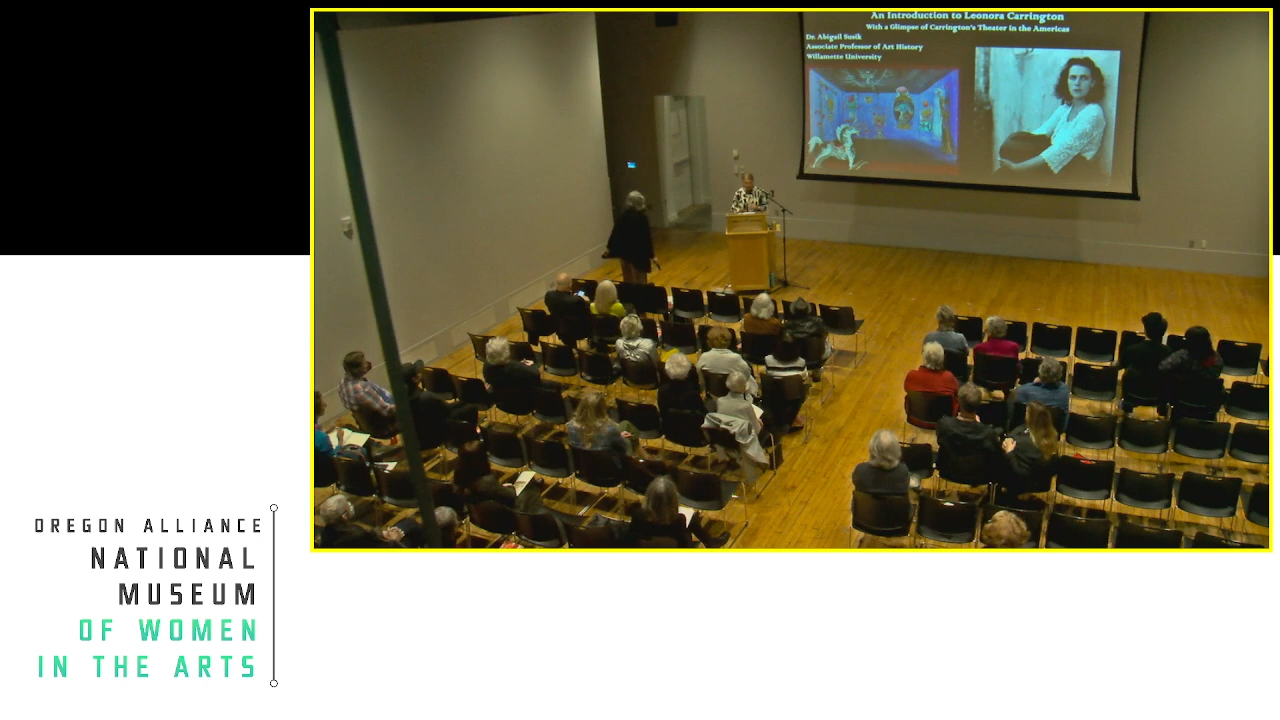 An Introduction to Leonora Carrington
With a Glimpse of Carrington's Theater in the Americas
Dr. Abigail Susik
Associate Professor of Art History
Willamette University
OREGON ALLIANCE
NATIONAL
MUSEUM
OF WOMEN
IN THE ARTS